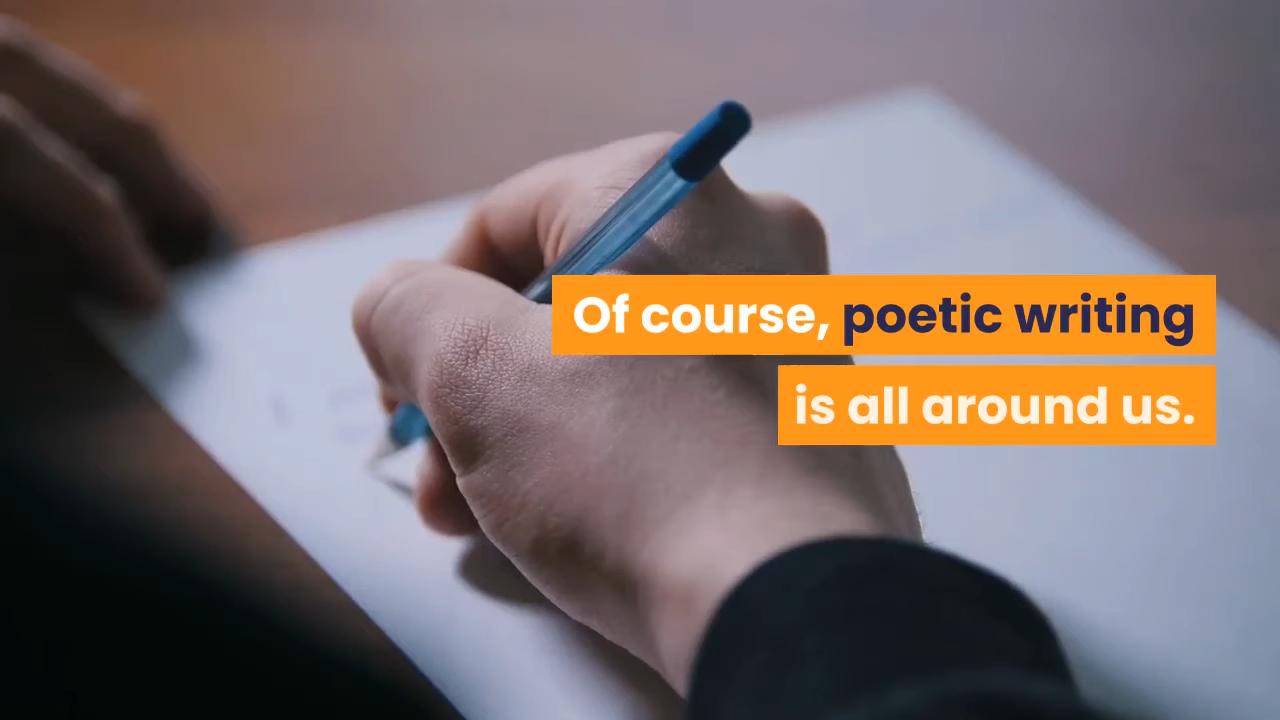 Of course, poetic writing
is all around us.